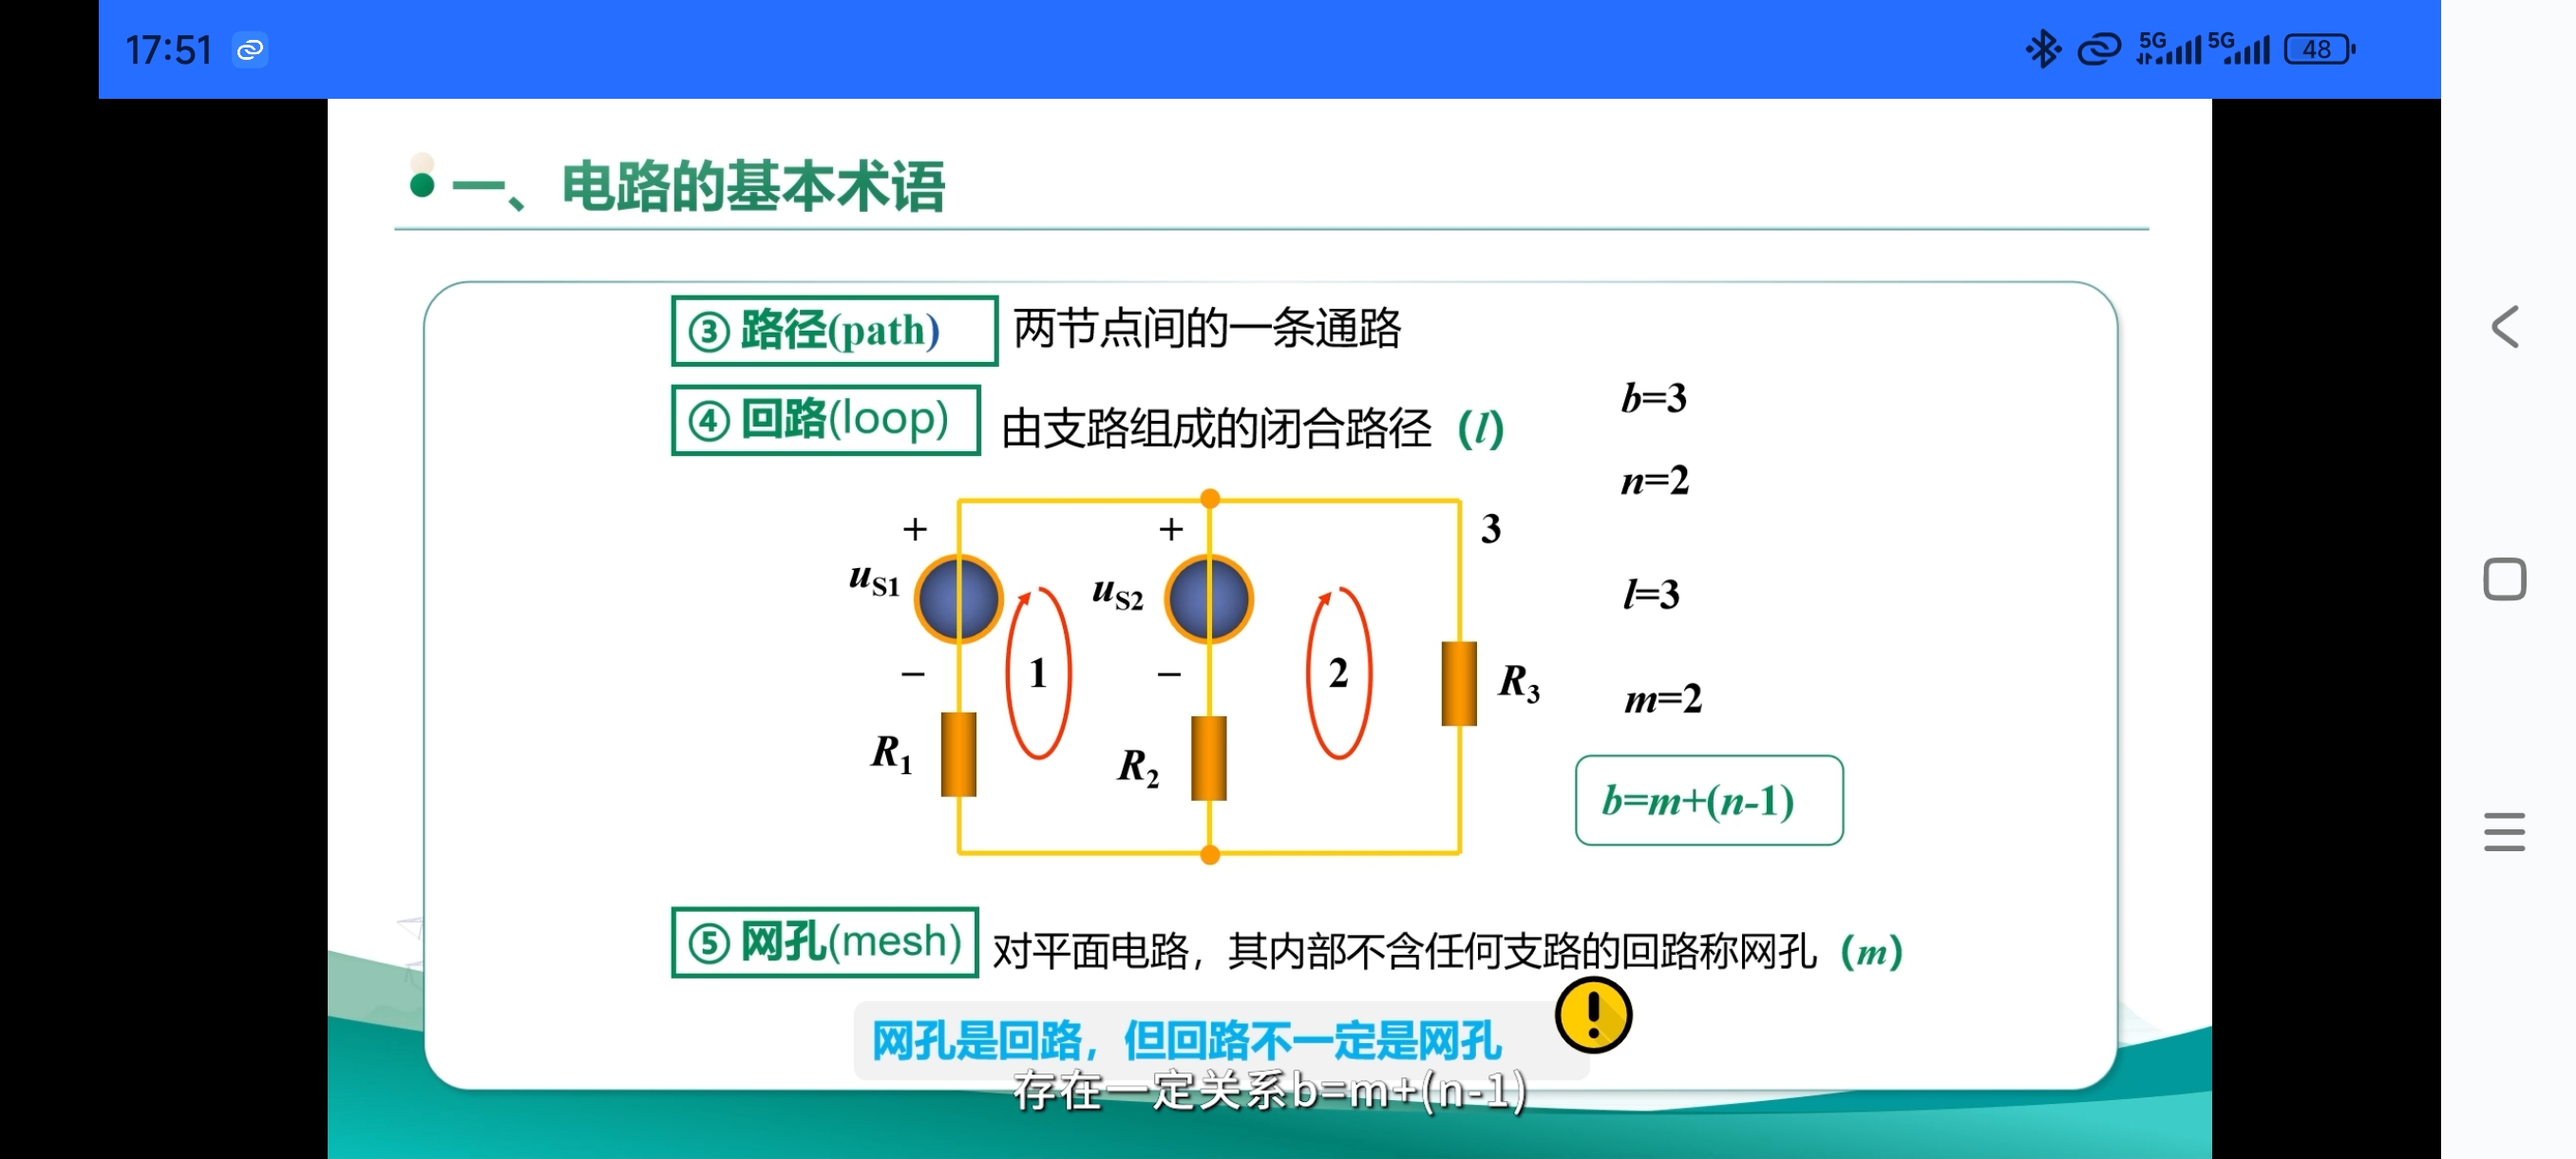 17:51
5G 5G 48
一、电路的基本术语
③ 路径(path) 两节点间的一条通路
④ 回路(loop) 由支路组成的闭合路径 (l)
b=3
n=2
+ + 3
uS1 uS2
l=3
1 2
− −
R3
m=2
R1 R2
b=m+(n-1)
⑤ 网孔(mesh) 对平面电路，其内部不含任何支路的回路称网孔 (m)
网孔是回路，但回路不一定是网孔 !
存在一定关系b=m+(n-1)